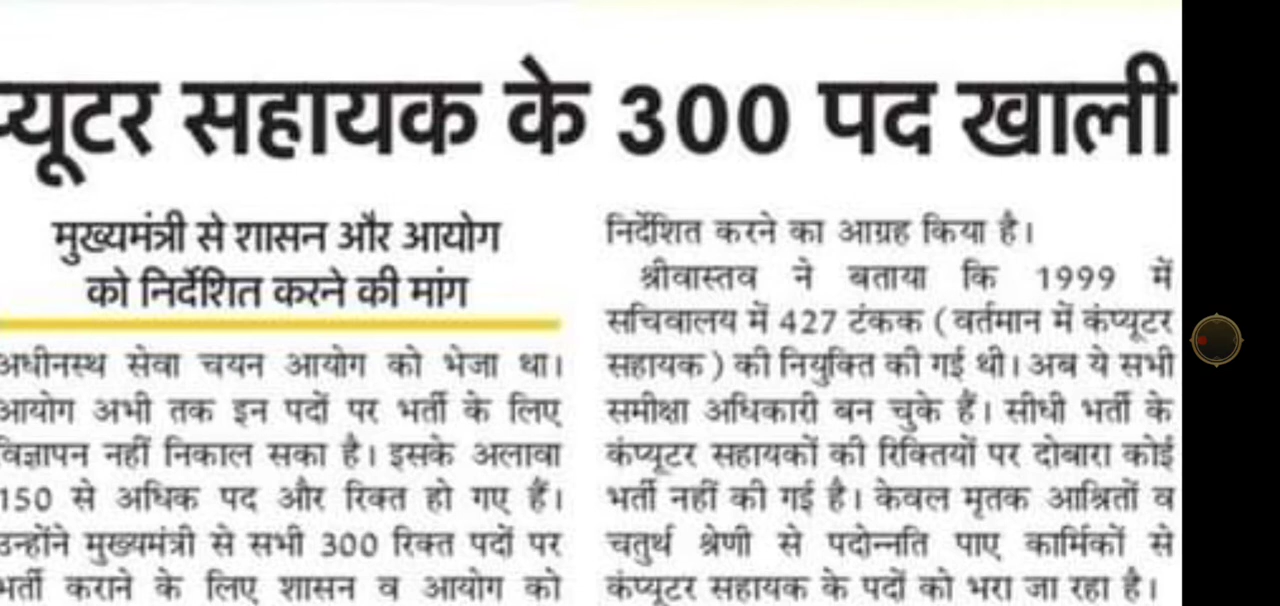 प्यूटर सहायक के 300 पद खाली
मुख्यमंत्री से शासन और आयोग
को निर्देशित करने की मांग
अधीनस्थ सेवा चयन आयोग को भेजा था।
आयोग अभी तक इन पदों पर भर्ती के लिए
विज्ञापन नहीं निकाल सका है। इसके अलावा
150 से अधिक पद और रिक्त हो गए हैं।
उन्होंने मुख्यमंत्री से सभी 300 रिक्त पदों पर
भर्ती कराने के लिए शासन व आयोग को
निर्देशित करने का आग्रह किया है।
श्रीवास्तव ने बताया कि 1999 में
सचिवालय में 427 टंकक (वर्तमान में कंप्यूटर
सहायक) की नियुक्ति की गई थी। अब ये सभी
समीक्षा अधिकारी बन चुके हैं। सीधी भर्ती के
कंप्यूटर सहायकों की रिक्तियों पर दोबारा कोई
भर्ती नहीं की गई है। केवल मृतक आश्रितों व
चतुर्थ श्रेणी से पदोन्नति पाए कार्मिकों से
कंप्यूटर सहायक के पदों को भरा जा रहा है।